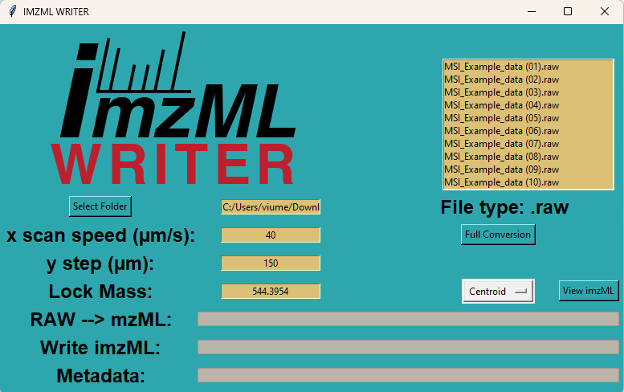 IMZML WRITER
imzML
WRITER
MSI_Example_data (01).raw
MSI_Example_data (02).raw
MSI_Example_data (03).raw
MSI_Example_data (04).raw
MSI_Example_data (05).raw
MSI_Example_data (06).raw
MSI_Example_data (07).raw
MSI_Example_data (08).raw
MSI_Example_data (09).raw
MSI_Example_data (10).raw
Select Folder
C:/Users/viume/Downl
File type: .raw
x scan speed (µm/s):
40
Full Conversion
y step (µm):
150
Lock Mass:
544.3954
Centroid
View imzML
RAW --> mzML:
Write imzML:
Metadata: